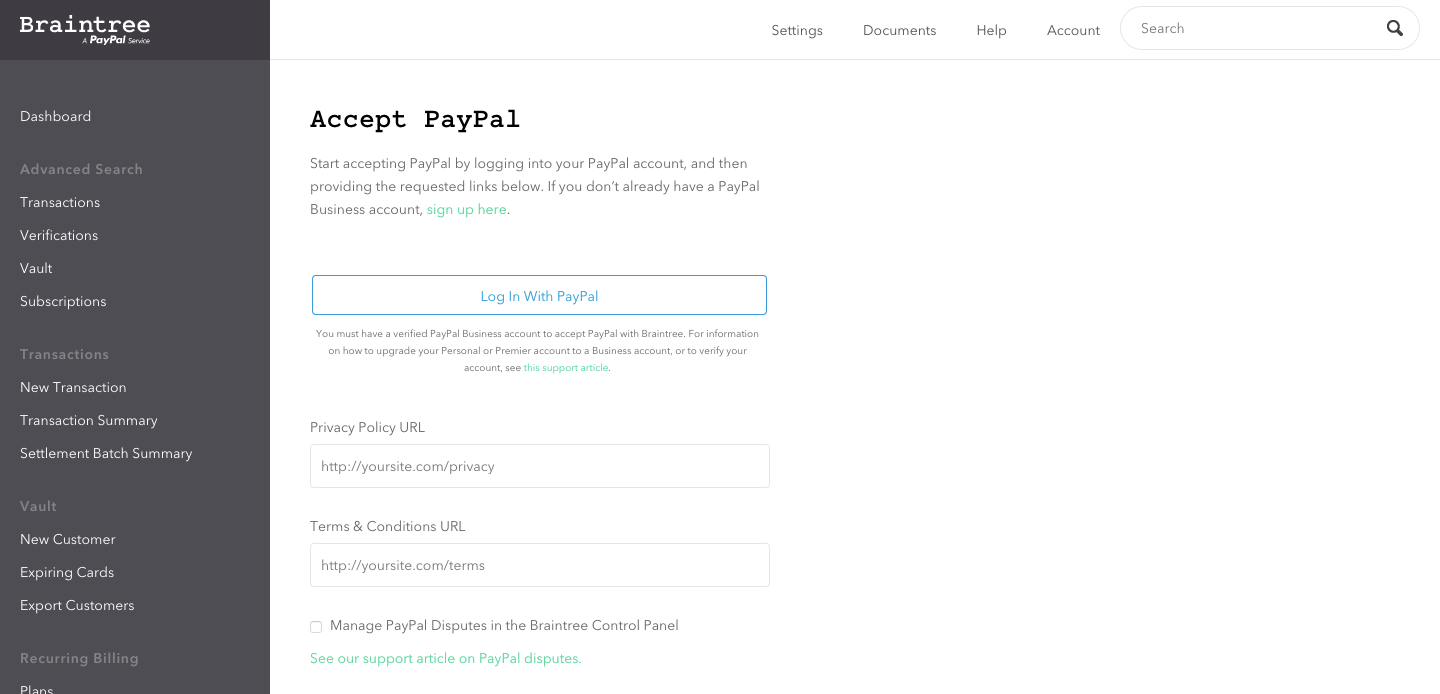 Braintree
A PayPal Service
Settings
Documents
Help
Account
Search
Dashboard
Advanced Search
Transactions
Verifications
Vault
Subscriptions
Transactions
New Transaction
Transaction Summary
Settlement Batch Summary
Vault
New Customer
Expiring Cards
Export Customers
Recurring Billing
Plans
Accept PayPal
Start accepting PayPal by logging into your PayPal account, and then
providing the requested links below. If you don’t already have a PayPal
Business account, sign up here.
Log In With PayPal
You must have a verified PayPal Business account to accept PayPal with Braintree. For information
on how to upgrade your Personal or Premier account to a Business account, or to verify your
account, see this support article.
Privacy Policy URL
http://yoursite.com/privacy
Terms & Conditions URL
http://yoursite.com/terms
Manage PayPal Disputes in the Braintree Control Panel
See our support article on PayPal disputes.